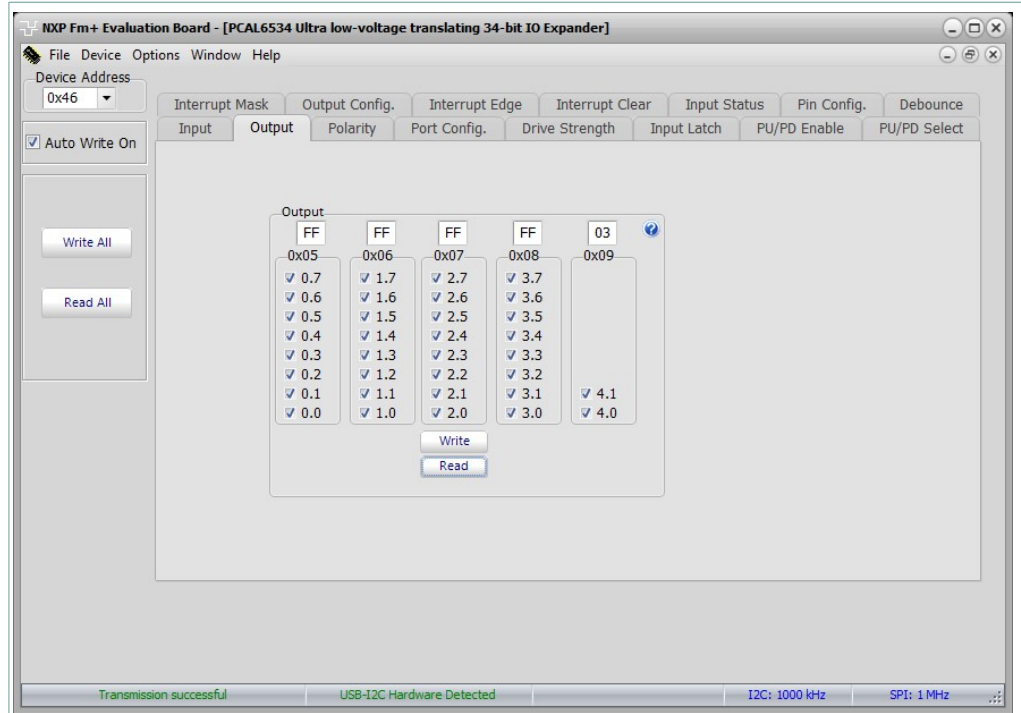 NXP Fm+ Evaluation Board - [PCAL6534 Ultra low-voltage translating 34-bit IO Expander]
File Device Options Window Help
Device Address
0x46
Auto Write On
Write All
Read All
Interrupt Mask Output Config. Interrupt Edge Interrupt Clear Input Status Pin Config. Debounce
Input Output Polarity Port Config. Drive Strength Input Latch PU/PD Enable PU/PD Select
Output
FF FF FF FF 03 ?
0x05 0x06 0x07 0x08 0x09
0.7 1.7 2.7 3.7
0.6 1.6 2.6 3.6
0.5 1.5 2.5 3.5
0.4 1.4 2.4 3.4
0.3 1.3 2.3 3.3
0.2 1.2 2.2 3.2
0.1 1.1 2.1 3.1 4.1
0.0 1.0 2.0 3.0 4.0
Write
Read
Transmission successful USB-I2C Hardware Detected I2C: 1000 kHz SPI: 1 MHz